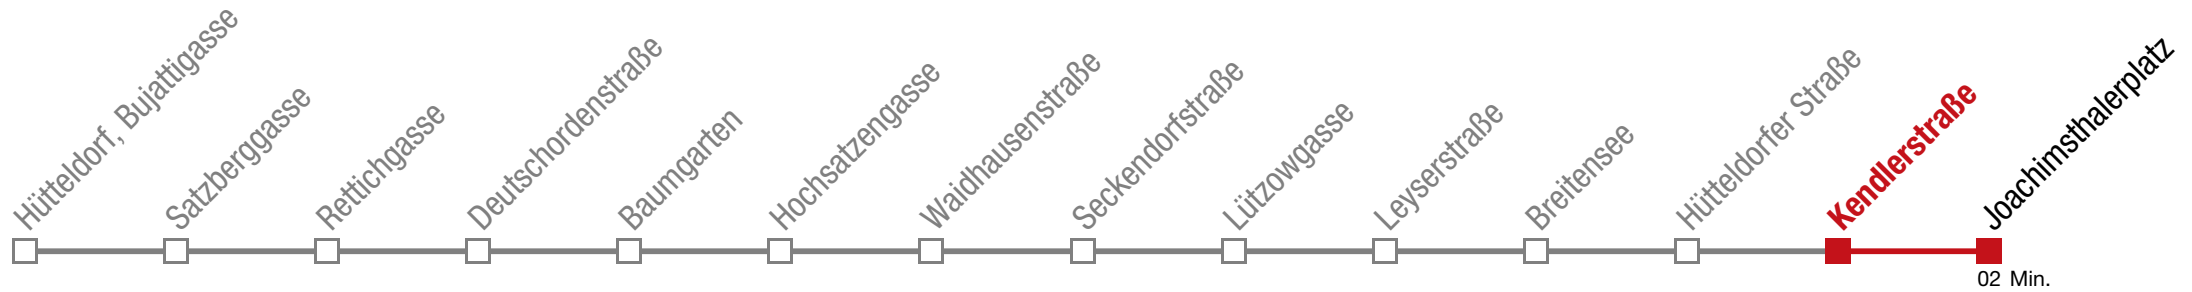 Hütteldorf, Bujattigasse
Satzberggasse
Rettichgasse
Deutschordenstraße
Baumgarten
Hochsatzengasse
Waidhausenstraße
Seckendorfstraße
Lützowgasse
Leyserstraße
Breitensee
Hütteldorfer Straße
Kendlerstraße
Joachimsthalerplatz
02 Min.